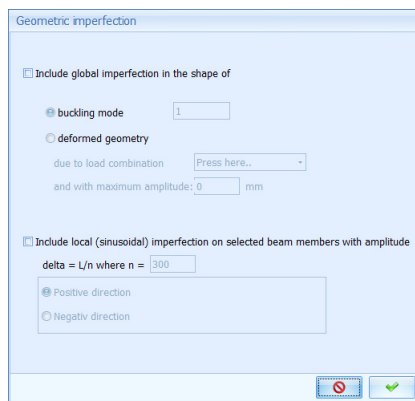 Geometric imperfection
Include global imperfection in the shape of
buckling mode 1
deformed geometry
due to load combination Press here..
and with maximum amplitude: 0 mm
Include local (sinusoidal) imperfection on selected beam members with amplitude
delta = L/n where n = 300
Positive direction
Negativ direction